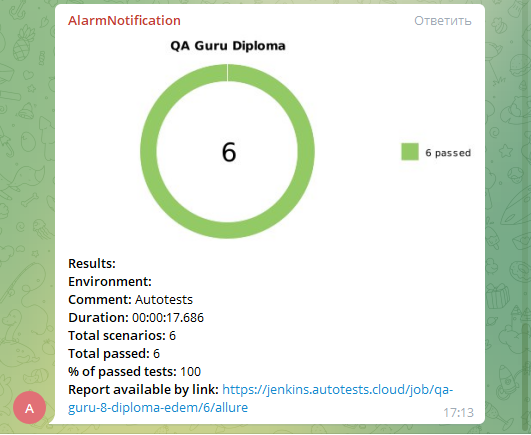 AlarmNotification Ответить
QA Guru Diploma
6
6 passed
Results:
Environment:
Comment: Autotests
Duration: 00:00:17.686
Total scenarios: 6
Total passed: 6
% of passed tests: 100
Report available by link: https://jenkins.autotests.cloud/job/qa-
guru-8-diploma-edem/6/allure
A
17:13